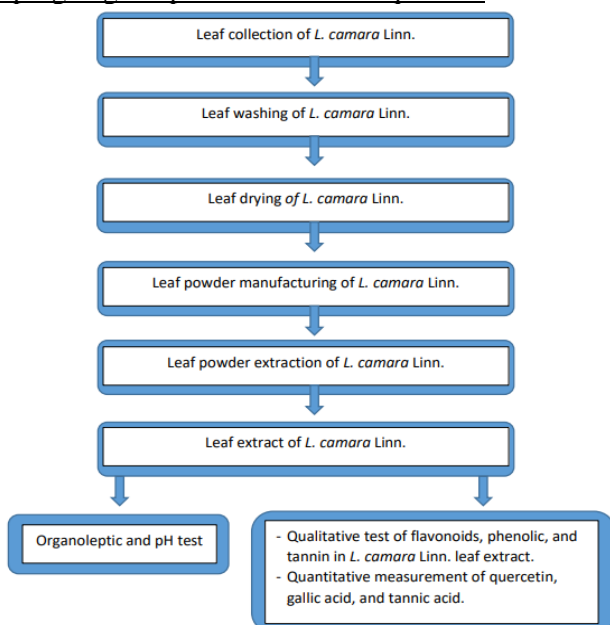 Leaf collection of L. camara Linn.
Leaf washing of L. camara Linn.
Leaf drying of L. camara Linn.
Leaf powder manufacturing of L. camara Linn.
Leaf powder extraction of L. camara Linn.
Leaf extract of L. camara Linn.
Organoleptic and pH test
- Qualitative test of flavonoids, phenolic, and
tannin in L. camara Linn. leaf extract.
- Quantitative measurement of quercetin,
gallic acid, and tannic acid.